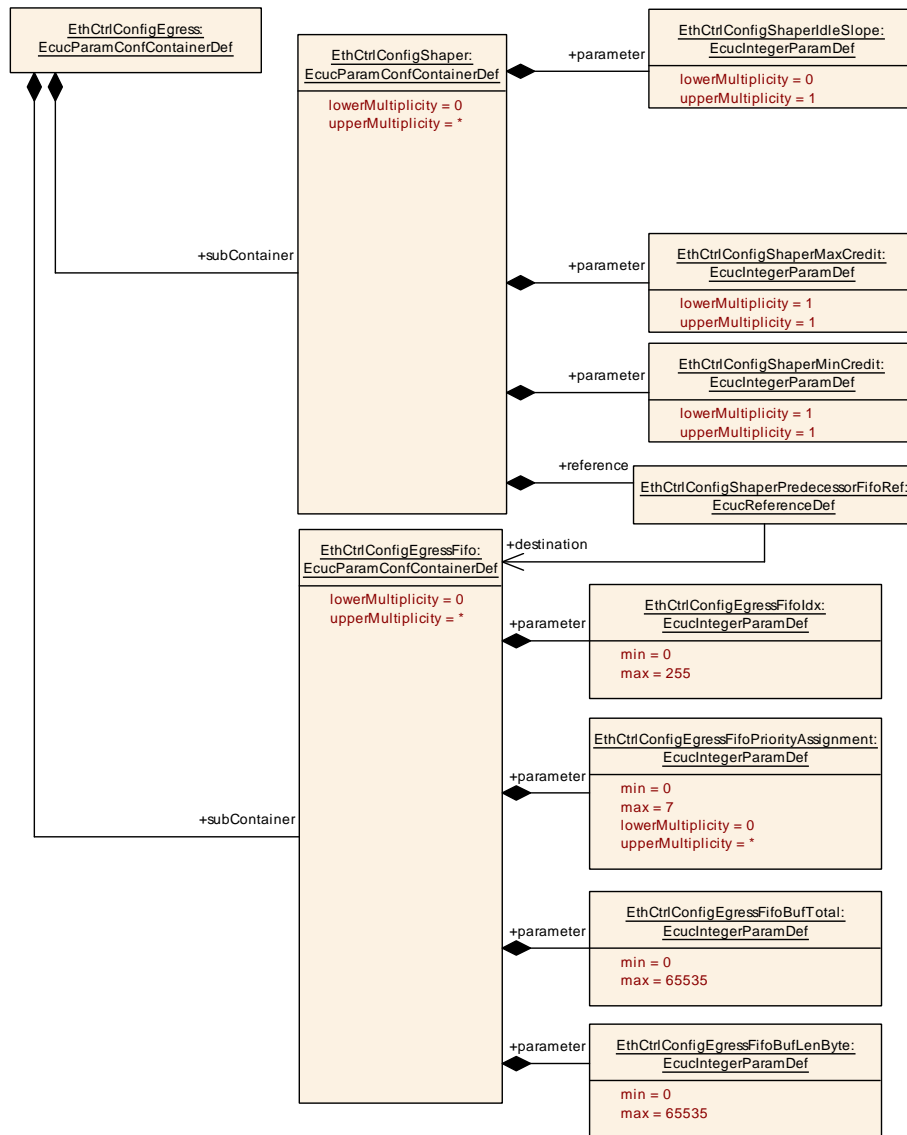 EthCtrlConfigEgress:
EcucParamConfContainerDef
EthCtrlConfigShaper:
EcucParamConfContainerDef
lowerMultiplicity = 0
upperMultiplicity = *
+parameter
EthCtrlConfigShaperIdleSlope:
EcucIntegerParamDef
lowerMultiplicity = 0
upperMultiplicity = 1
+subContainer
+parameter
EthCtrlConfigShaperMaxCredit:
EcucIntegerParamDef
lowerMultiplicity = 1
upperMultiplicity = 1
+parameter
EthCtrlConfigShaperMinCredit:
EcucIntegerParamDef
lowerMultiplicity = 1
upperMultiplicity = 1
+reference
EthCtrlConfigShaperPredecessorFifoRef:
EcucReferenceDef
+destination
EthCtrlConfigEgressFifo:
EcucParamConfContainerDef
lowerMultiplicity = 0
upperMultiplicity = *
+parameter
EthCtrlConfigEgressFifoIdx:
EcucIntegerParamDef
min = 0
max = 255
+parameter
EthCtrlConfigEgressFifoPriorityAssignment:
EcucIntegerParamDef
min = 0
max = 7
lowerMultiplicity = 0
upperMultiplicity = *
+subContainer
+parameter
EthCtrlConfigEgressFifoBufTotal:
EcucIntegerParamDef
min = 0
max = 65535
+parameter
EthCtrlConfigEgressFifoBufLenByte:
EcucIntegerParamDef
min = 0
max = 65535